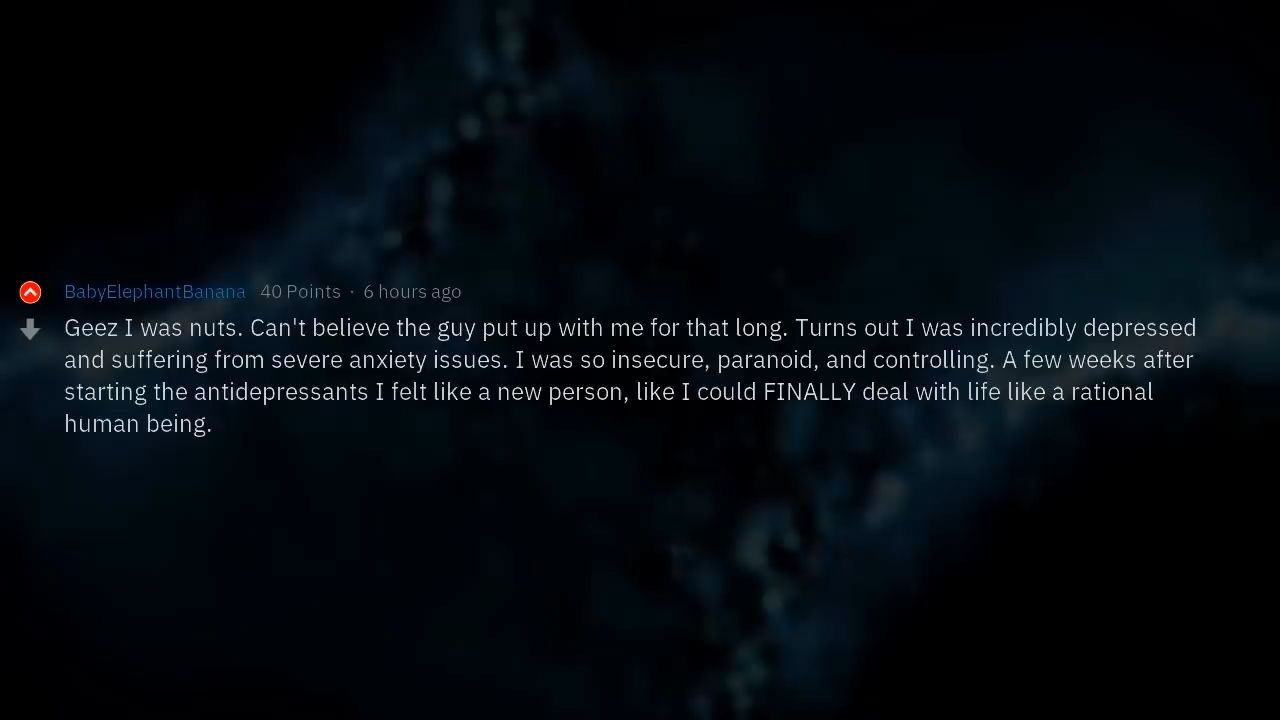 BabyElephantBanana 40 Points · 6 hours ago
Geez I was nuts. Can't believe the guy put up with me for that long. Turns out I was incredibly depressed
and suffering from severe anxiety issues. I was so insecure, paranoid, and controlling. A few weeks after
starting the antidepressants I felt like a new person, like I could FINALLY deal with life like a rational
human being.